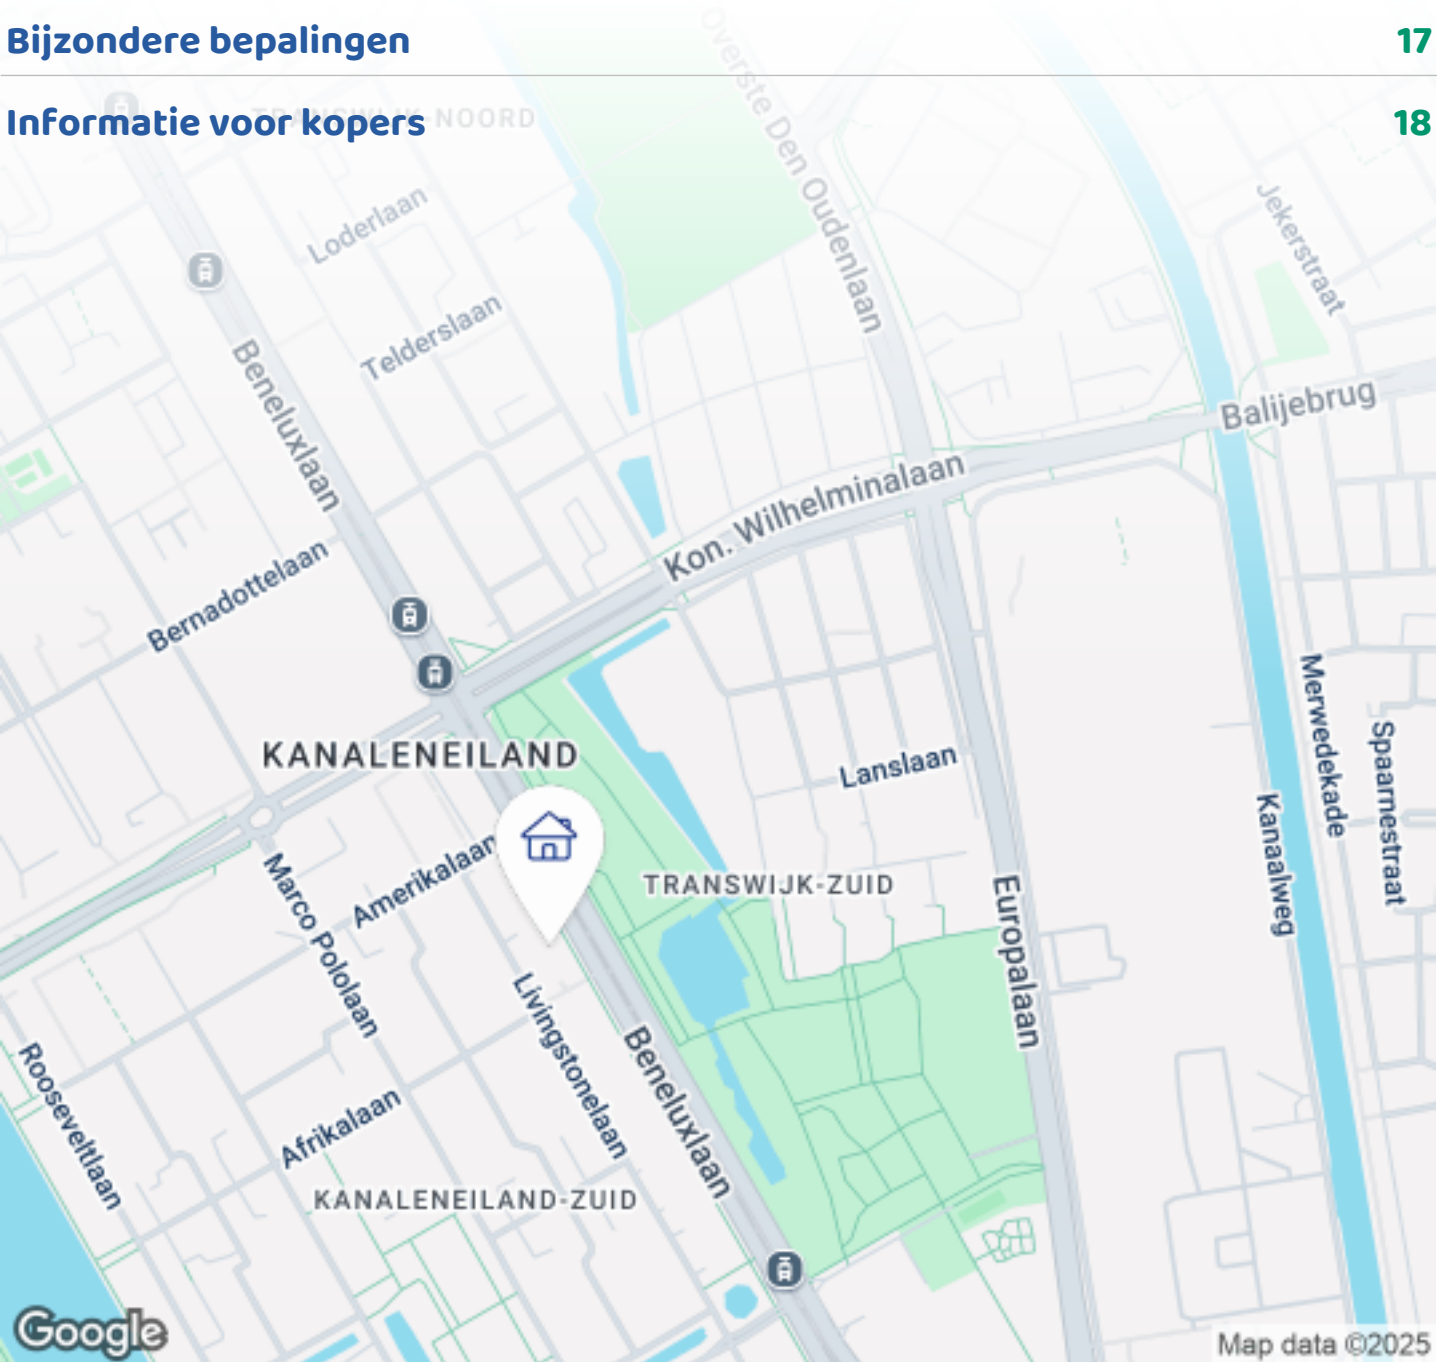 Bijzondere bepalingen 17
Informatie voor kopers 18
TRANSWIJK-NOORD
Overste Den Oudenlaan
Loderlaan
Jekerstraat
Telderslaan
Beneluxlaan
Balijebrug
Kon. Wilhelminalaan
Bernadottelaan
Merwedekade
Spaarnestraat
KANALENEILAND
Lanslaan
Kanaalweg
Amerikalaan
TRANSWIJK-ZUID
Marco Pololaan
Europalaan
Livingstonelaan
Beneluxlaan
Rooseveltlaan
Afrikalaan
KANALENEILAND-ZUID
Google
Map data ©2025